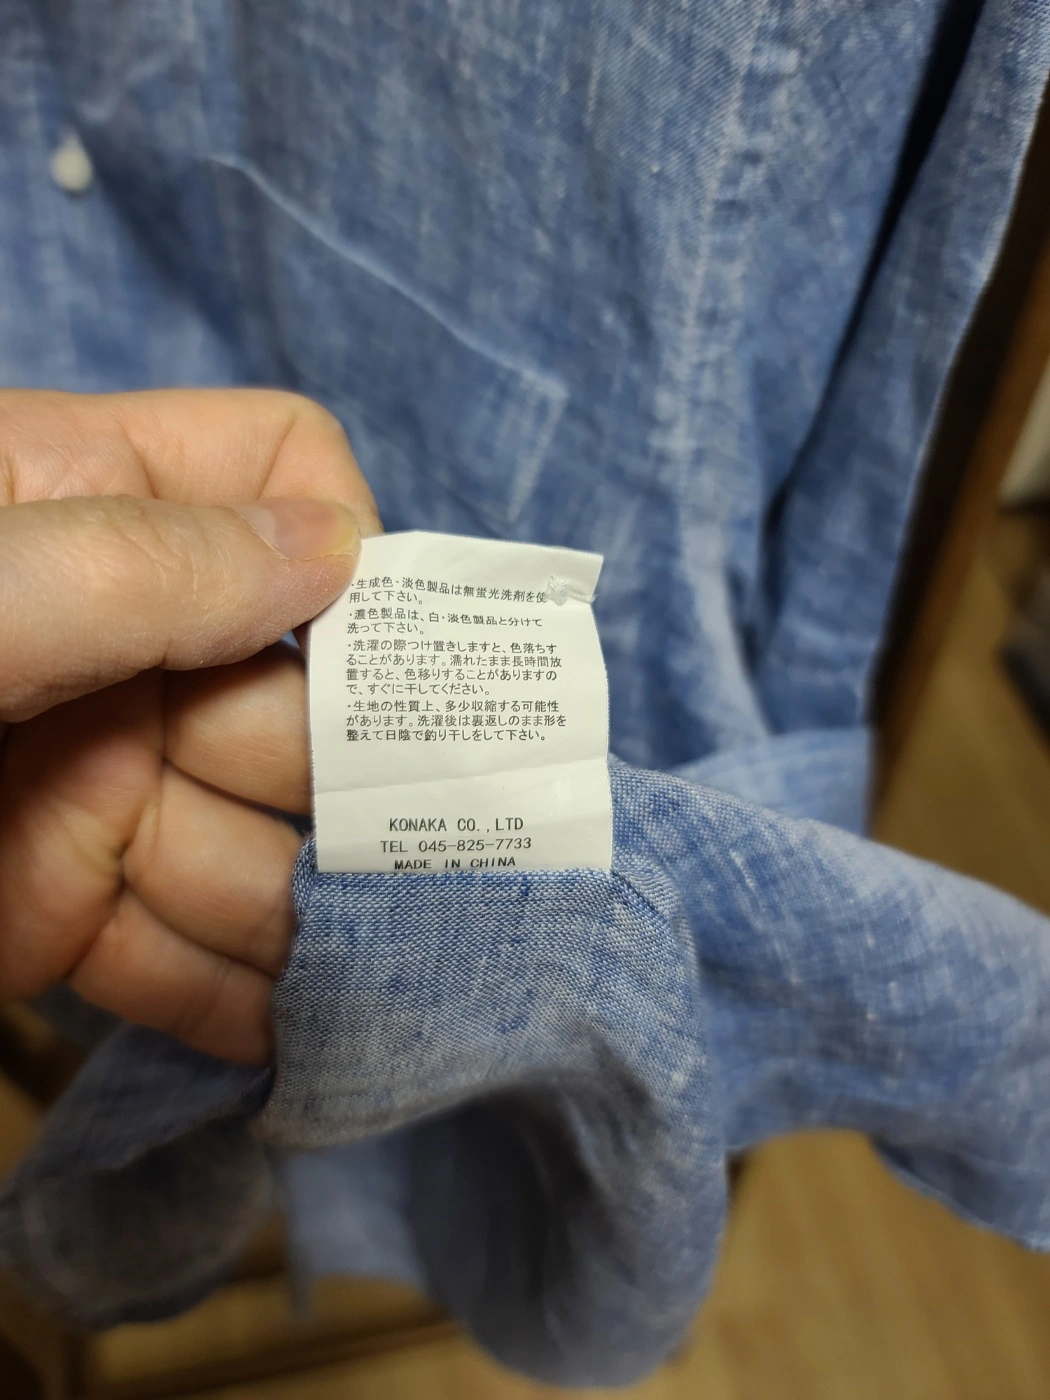 ・生成色・淡色製品は無蛍光洗剤を使
用して下さい。
・濃色製品は、白・淡色製品と分けて
洗って下さい。
・洗濯の際つけ置きしますと、色落ちす
ることがあります。濡れたまま長時間放
置すると、色移りすることがありますの
で、すぐに干してください。
・生地の性質上、多少収縮する可能性
があります。洗濯後は裏返しのまま形を
整えて日陰で釣り干しをして下さい。
KONAKA CO.,LTD
TEL 045-825-7733
MADE IN CHINA